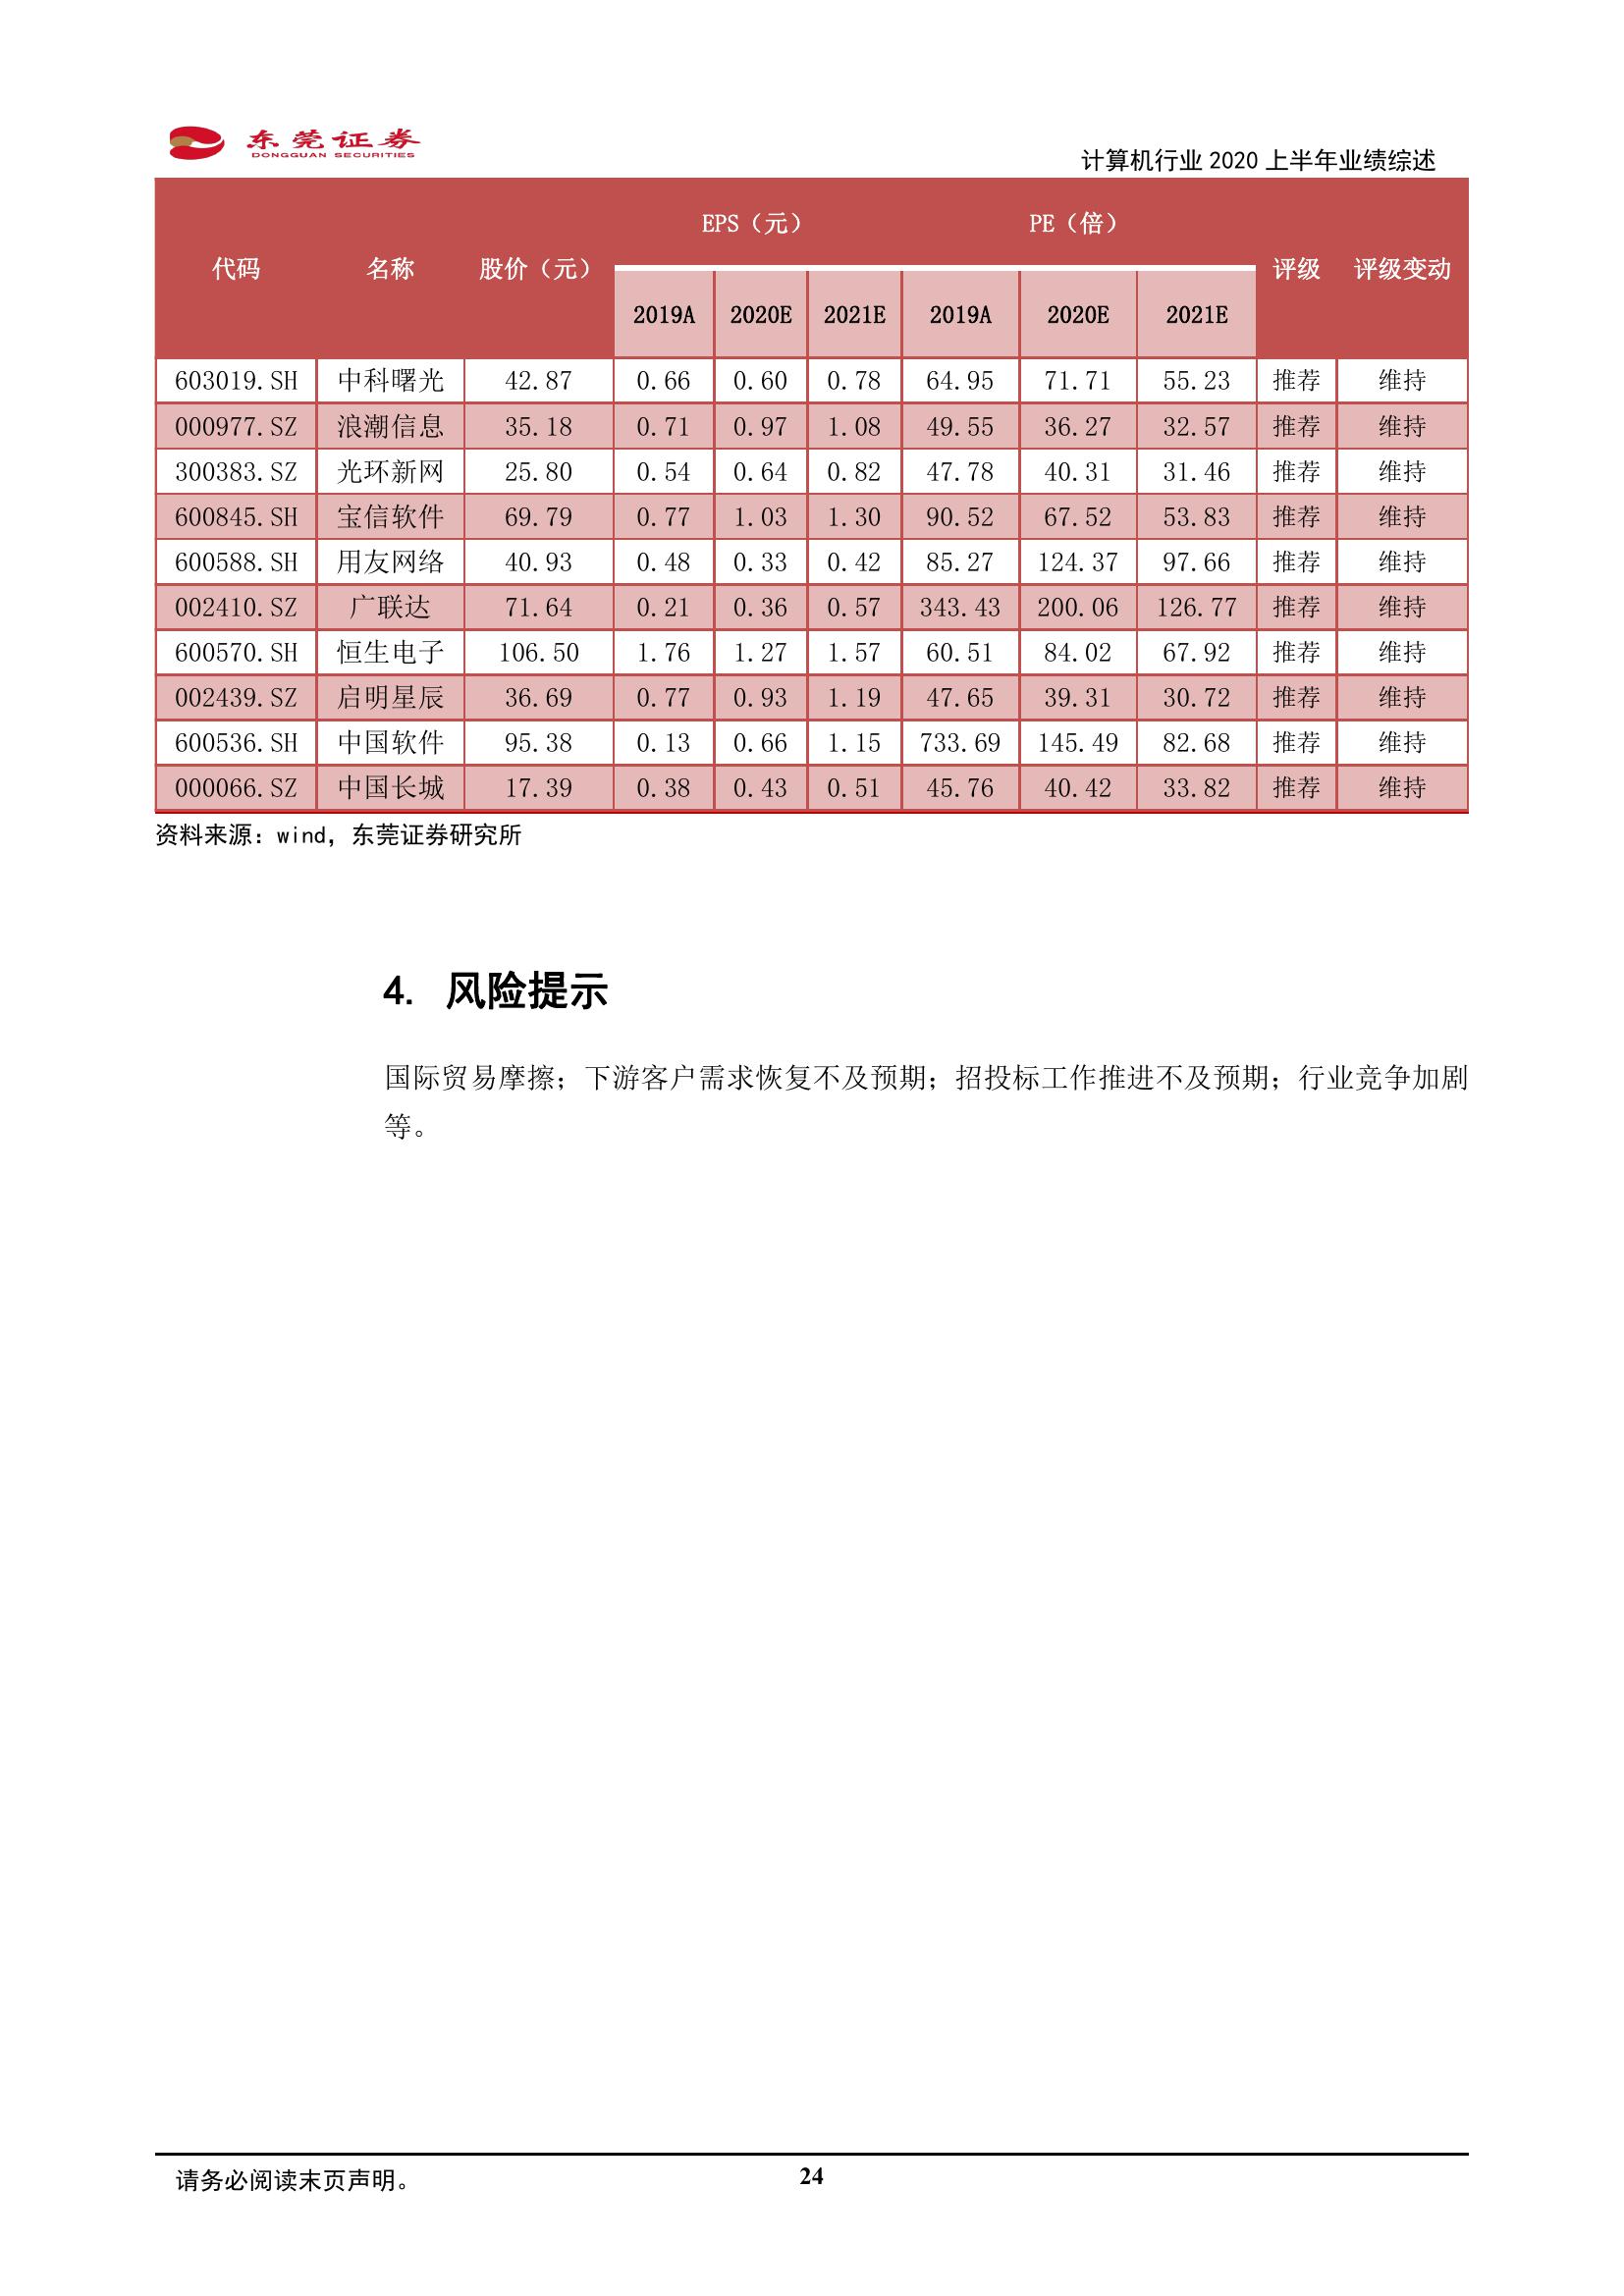 东莞证券
DONGGUAN SECURITIES
计算机行业 2020 上半年业绩综述
代码 名称 股价（元） EPS（元） PE（倍） 评级 评级变动
2019A 2020E 2021E 2019A 2020E 2021E
603019.SH 中科曙光 42.87 0.66 0.60 0.78 64.95 71.71 55.23 推荐 维持
000977.SZ 浪潮信息 35.18 0.71 0.97 1.08 49.55 36.27 32.57 推荐 维持
300383.SZ 光环新网 25.80 0.54 0.64 0.82 47.78 40.31 31.46 推荐 维持
600845.SH 宝信软件 69.79 0.77 1.03 1.30 90.52 67.52 53.83 推荐 维持
600588.SH 用友网络 40.93 0.48 0.33 0.42 85.27 124.37 97.66 推荐 维持
002410.SZ 广联达 71.64 0.21 0.36 0.57 343.43 200.06 126.77 推荐 维持
600570.SH 恒生电子 106.50 1.76 1.27 1.57 60.51 84.02 67.92 推荐 维持
002439.SZ 启明星辰 36.69 0.77 0.93 1.19 47.65 39.31 30.72 推荐 维持
600536.SH 中国软件 95.38 0.13 0.66 1.15 733.69 145.49 82.68 推荐 维持
000066.SZ 中国长城 17.39 0.38 0.43 0.51 45.76 40.42 33.82 推荐 维持
资料来源：wind，东莞证券研究所
4. 风险提示
国际贸易摩擦；下游客户需求恢复不及预期；招投标工作推进不及预期；行业竞争加剧
等。
请务必阅读末页声明。
24